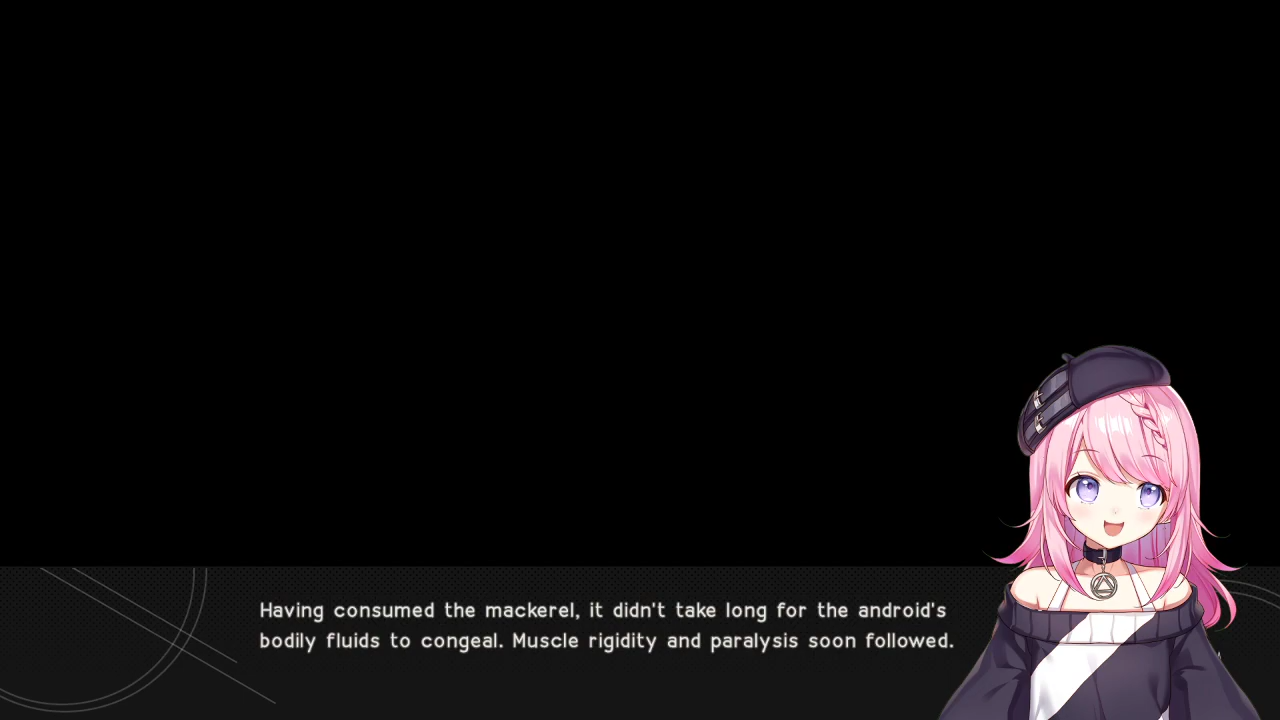 Having consumed the mackerel, it didn't take long for the android's
bodily fluids to congeal. Muscle rigidity and paralysis soon followed.